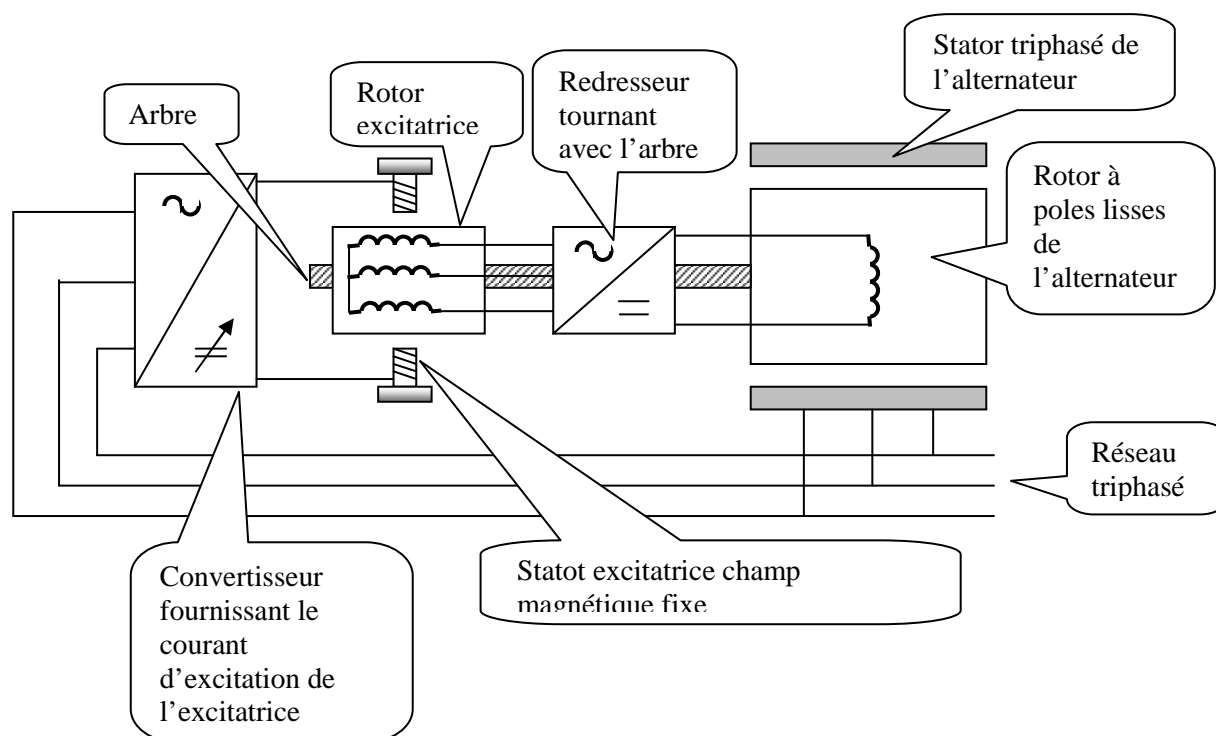 Stator triphasé de
l’alternateur
Redresseur
tournant
avec l’arbre
Rotor
excitatrice
Arbre
Rotor à
poles lisses
de
l’alternateur
Réseau
triphasé
Statot excitatrice champ
magnétique fixe
Convertisseur
fournissant le
courant
d’excitation de
l’excitatrice